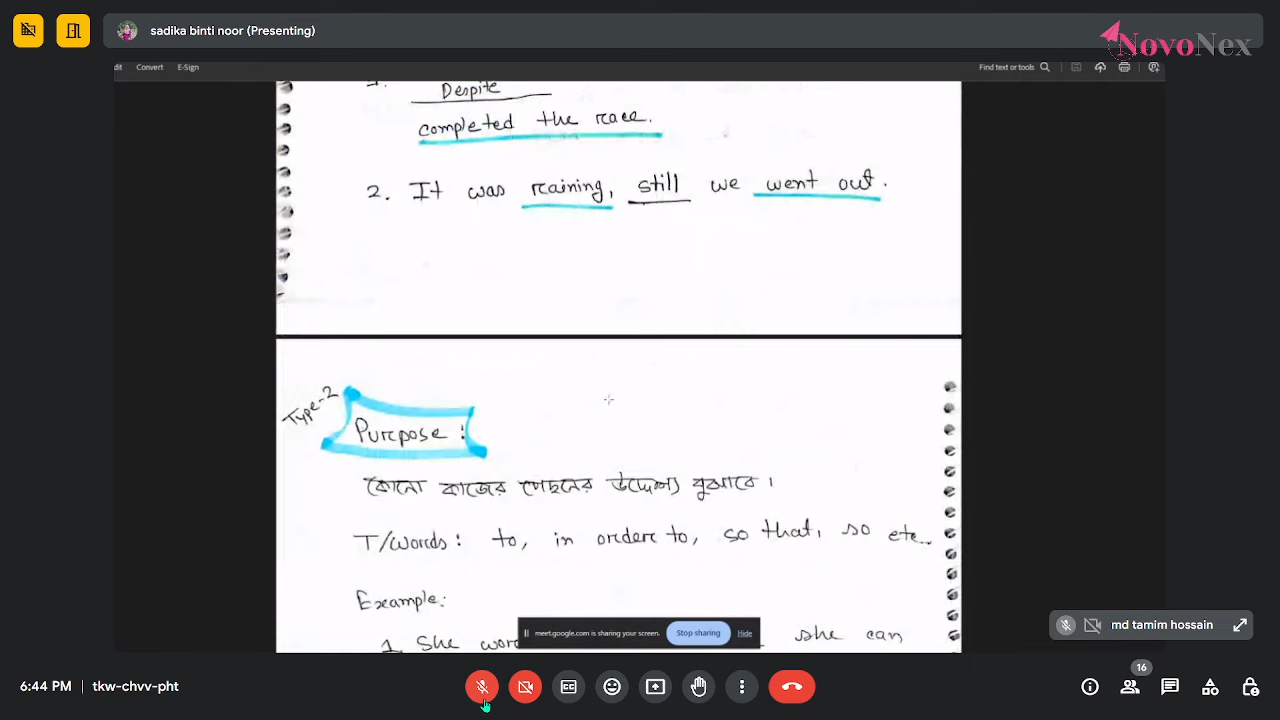 sadika binti noor (Presenting)
NovoNex
dit Convert E-Sign Find text or tools
1. Despite
completed the race.
2. It was raining, still we went out.
Type-2
Purpose :
কোনো কাজের পেছনের উদ্দেশ্য বুঝাবে।
T/Words: to, in order to, so that, so etc..
Example:
meet.google.com is sharing your screen. Stop sharing Hide
1. She she can
md tamim hossain
16
6:44 PM tkw-chvv-pht